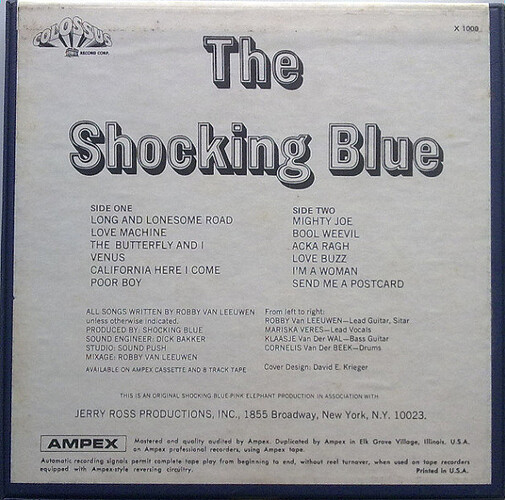 COLOSSUS
RECORD CORP.
X 1000
The
Shocking Blue
SIDE ONE
LONG AND LONESOME ROAD
LOVE MACHINE
THE BUTTERFLY AND I
VENUS
CALIFORNIA HERE I COME
POOR BOY
SIDE TWO
MIGHTY JOE
BOOL WEEVIL
ACKA RAGH
LOVE BUZZ
I'M A WOMAN
SEND ME A POSTCARD
ALL SONGS WRITTEN BY ROBBY VAN LEEUWEN
unless otherwise indicated.
PRODUCED BY: SHOCKING BLUE
SOUND ENGINEER: DICK BAKKER
STUDIO: SOUND PUSH
MIXAGE: ROBBY VAN LEEUWEN
AVAILABLE ON AMPEX CASSETTE AND 8 TRACK TAPE
From left to right:
ROBBY Van LEEUWEN—Lead Guitar, Sitar
MARISKA VERES—Lead Vocals
KLAASJE Van Der WAL—Bass Guitar
CORNELIS Van Der BEEK—Drums
Cover Design: David E. Krieger
THIS IS AN ORIGINAL SHOCKING BLUE-PINK ELEPHANT PRODUCTION IN ASSOCIATION WITH
JERRY ROSS PRODUCTIONS, INC., 1855 Broadway, New York, N.Y. 10023.
AMPEX
Mastered and quality audited by Ampex. Duplicated by Ampex in Elk Grove Village, Illinois, U.S.A.
on Ampex professional recorders, using Ampex tape.
Automatic recording signals permit complete tape play from beginning to end, without reel turnover, when used on tape recorders
equipped with Ampex-style reversing circuitry.
Printed in U.S.A.